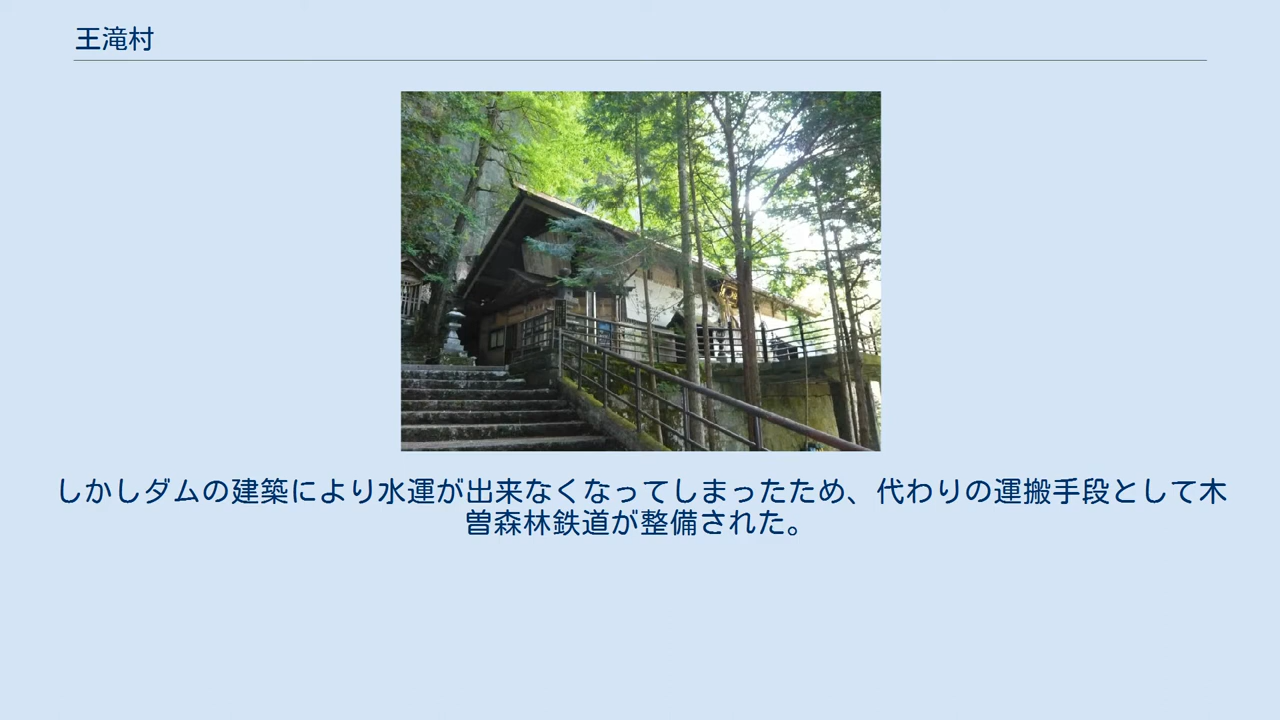 王滝村
しかしダムの建築により水運が出来なくなってしまったため、代わりの運搬手段として木
曽森林鉄道が整備された。